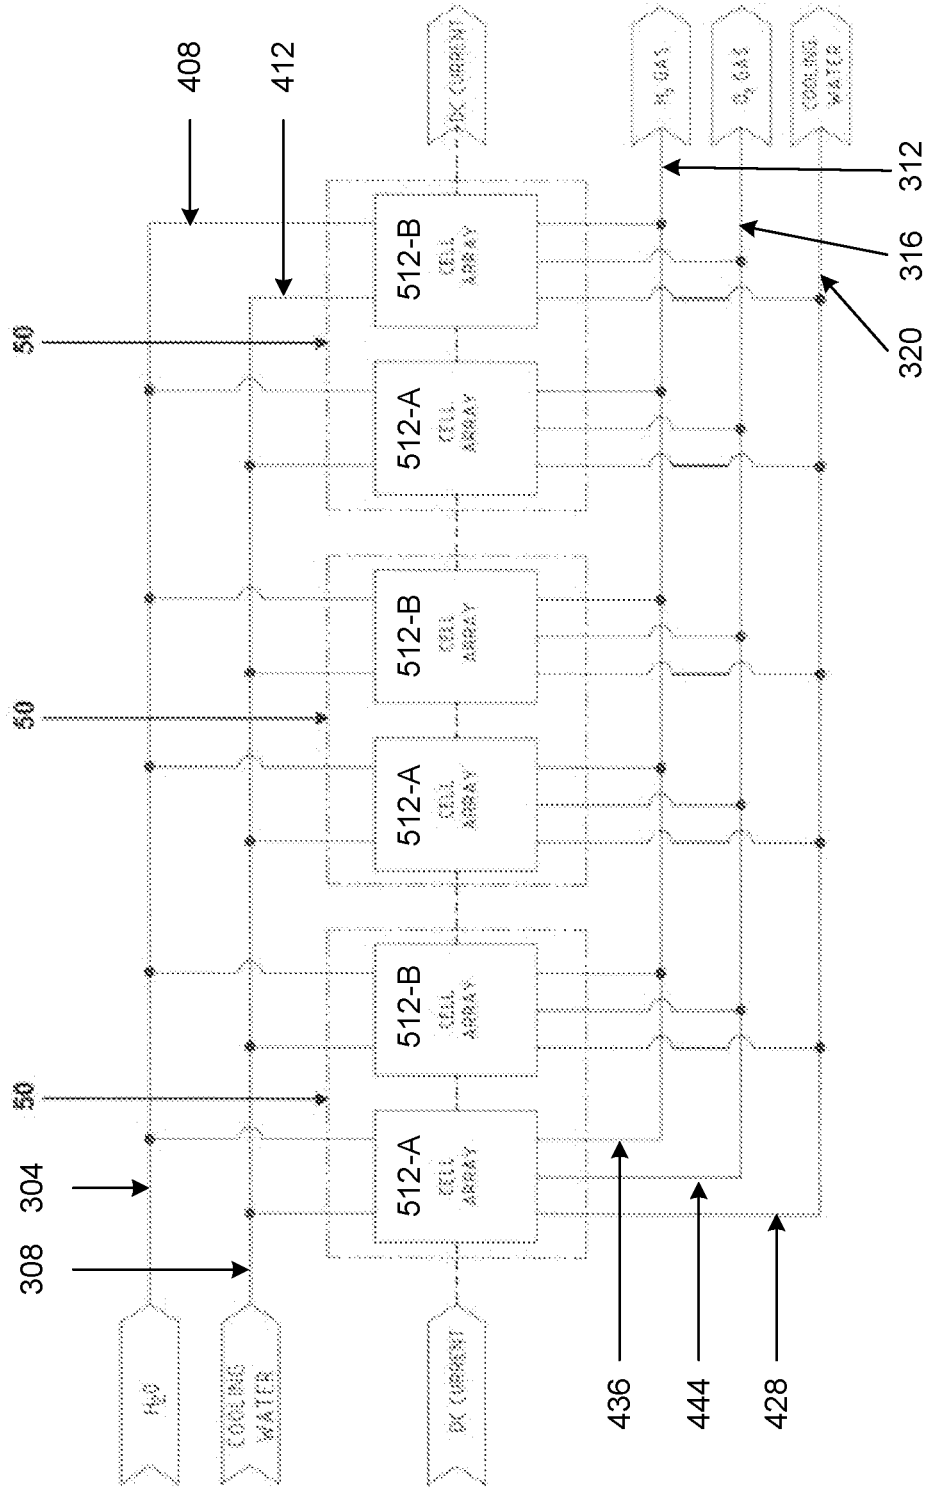 408
412
DC CURRENT
H₂ GAS
O₂ GAS
COOLING
WATER
312
316
320
50
512-B
CELL
ARRAY
512-A
CELL
ARRAY
50
512-B
CELL
ARRAY
512-A
CELL
ARRAY
50
512-B
CELL
ARRAY
512-A
CELL
ARRAY
304
308
H₂O
COOLING
WATER
DC CURRENT
436
444
428